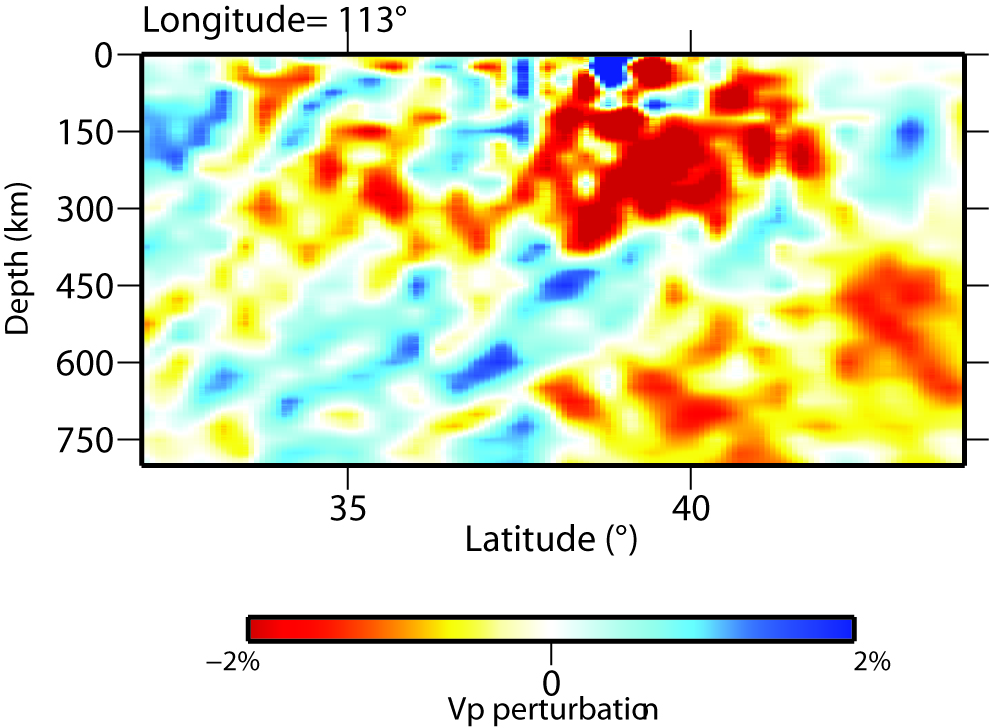 Longitude= 113°
0
150
300
450
600
750
Depth (km)
35 40
Latitude (°)
−2% 2%
0
Vp perturbation